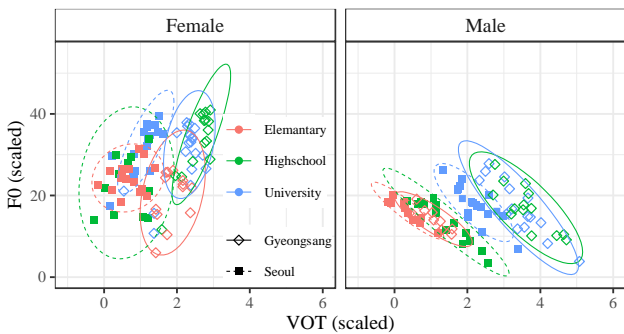 Female Male
F0 (scaled)
40
20
0
Elemantary
Highschool
University
Gyeongsang
Seoul
0 2 4 6 0 2 4 6
VOT (scaled)